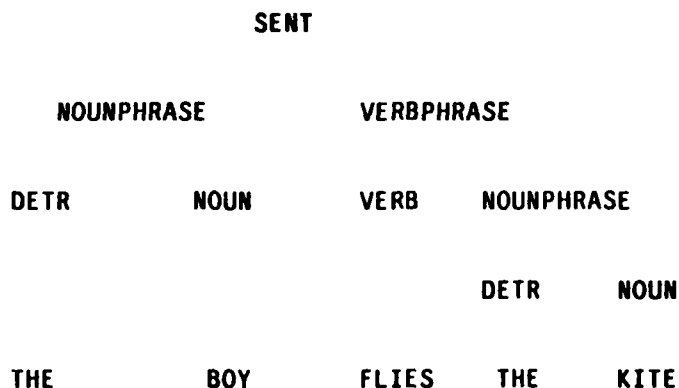 SENT
NOUNPHRASE VERBPHRASE
DETR NOUN VERB NOUNPHRASE
DETR NOUN
THE BOY FLIES THE KITE